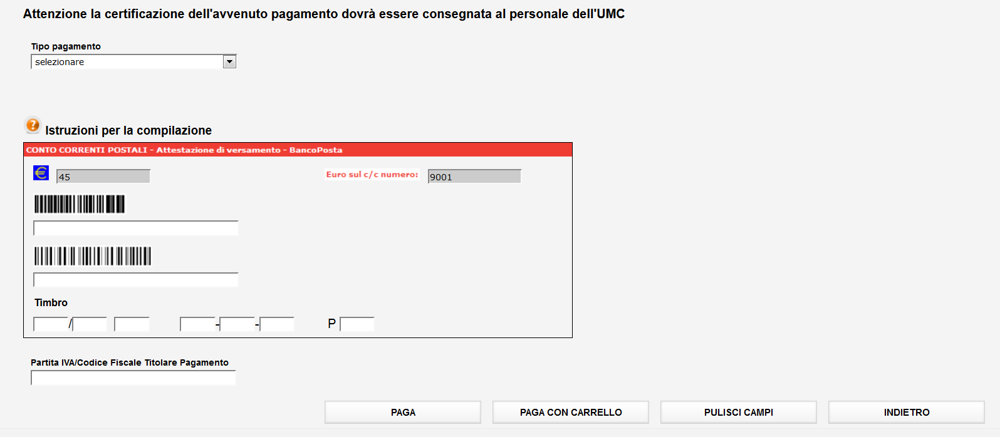 Attenzione la certificazione dell'avvenuto pagamento dovrà essere consegnata al personale dell'UMC
Tipo pagamento
selezionare
? Istruzioni per la compilazione
CONTO CORRENTI POSTALI - Attestazione di versamento - BancoPosta
€ 45 Euro sul c/c numero: 9001
Timbro
/ - - P
Partita IVA/Codice Fiscale Titolare Pagamento
PAGA PAGA CON CARRELLO PULISCI CAMPI INDIETRO